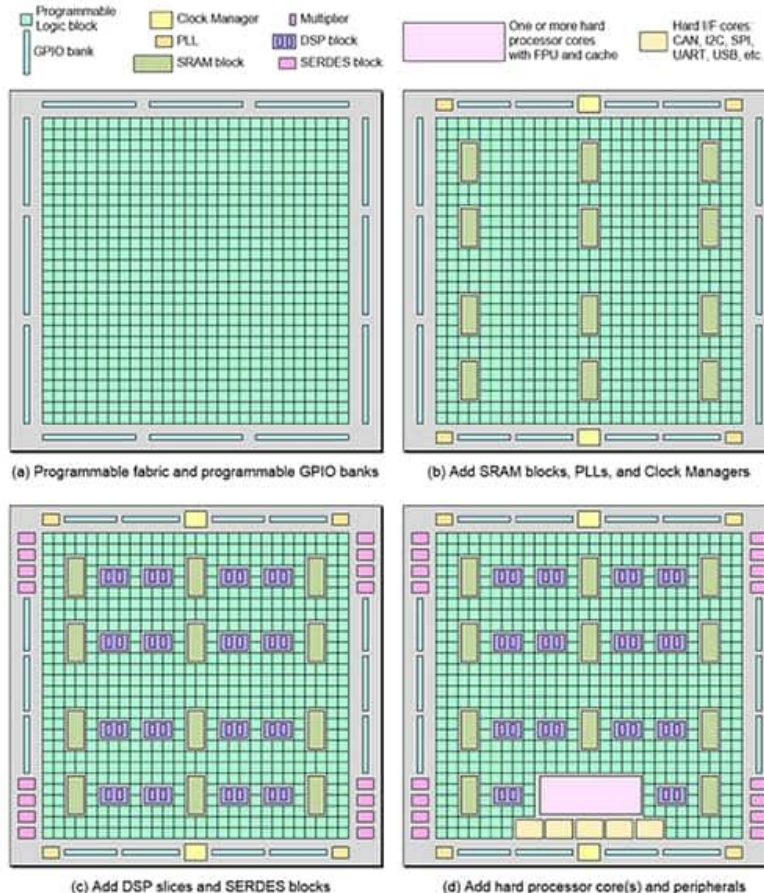 Programmable
Logic block
GPIO bank
Clock Manager
PLL
SRAM block
Multiplier
DSP block
SERDES block
One or more hard
processor cores
with FPU and cache
Hard I/F cores:
CAN, I2C, SPI,
UART, USB, etc.
(a) Programmable fabric and programmable GPIO banks
(b) Add SRAM blocks, PLLs, and Clock Managers
(c) Add DSP slices and SERDES blocks
(d) Add hard processor core(s) and peripherals